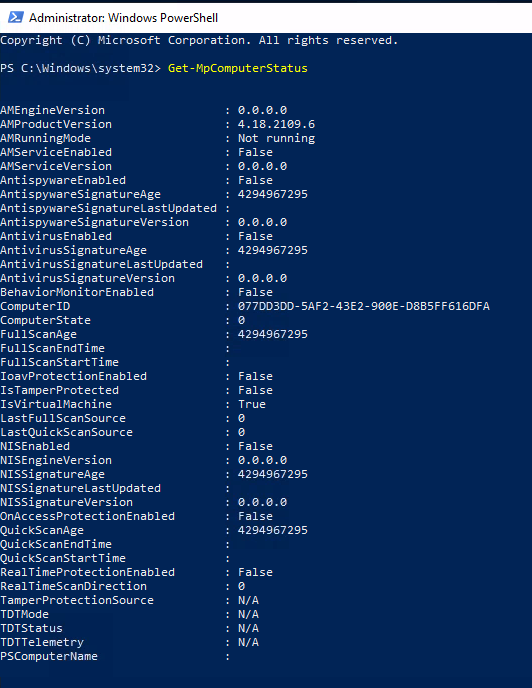 Administrator: Windows PowerShell
Copyright (C) Microsoft Corporation. All rights reserved.
PS C:\Windows\system32> Get-MpComputerStatus
AMEngineVersion : 0.0.0.0
AMProductVersion : 4.18.2109.6
AMRunningMode : Not running
AMServiceEnabled : False
AMServiceVersion : 0.0.0.0
AntispywareEnabled : False
AntispywareSignatureAge : 4294967295
AntispywareSignatureLastUpdated :
AntispywareSignatureVersion : 0.0.0.0
AntivirusEnabled : False
AntivirusSignatureAge : 4294967295
AntivirusSignatureLastUpdated :
AntivirusSignatureVersion : 0.0.0.0
BehaviorMonitorEnabled : False
ComputerID : 077DD3DD-5AF2-43E2-900E-D8B5FF616DFA
ComputerState : 0
FullScanAge : 4294967295
FullScanEndTime :
FullScanStartTime :
IoavProtectionEnabled : False
IsTamperProtected : False
IsVirtualMachine : True
LastFullScanSource : 0
LastQuickScanSource : 0
NISEnabled : False
NISEngineVersion : 0.0.0.0
NISSignatureAge : 4294967295
NISSignatureLastUpdated :
NISSignatureVersion : 0.0.0.0
OnAccessProtectionEnabled : False
QuickScanAge : 4294967295
QuickScanEndTime :
QuickScanStartTime :
RealTimeProtectionEnabled : False
RealTimeScanDirection : 0
TamperProtectionSource : N/A
TDTMode : N/A
TDTStatus : N/A
TDTTelemetry : N/A
PSComputerName :